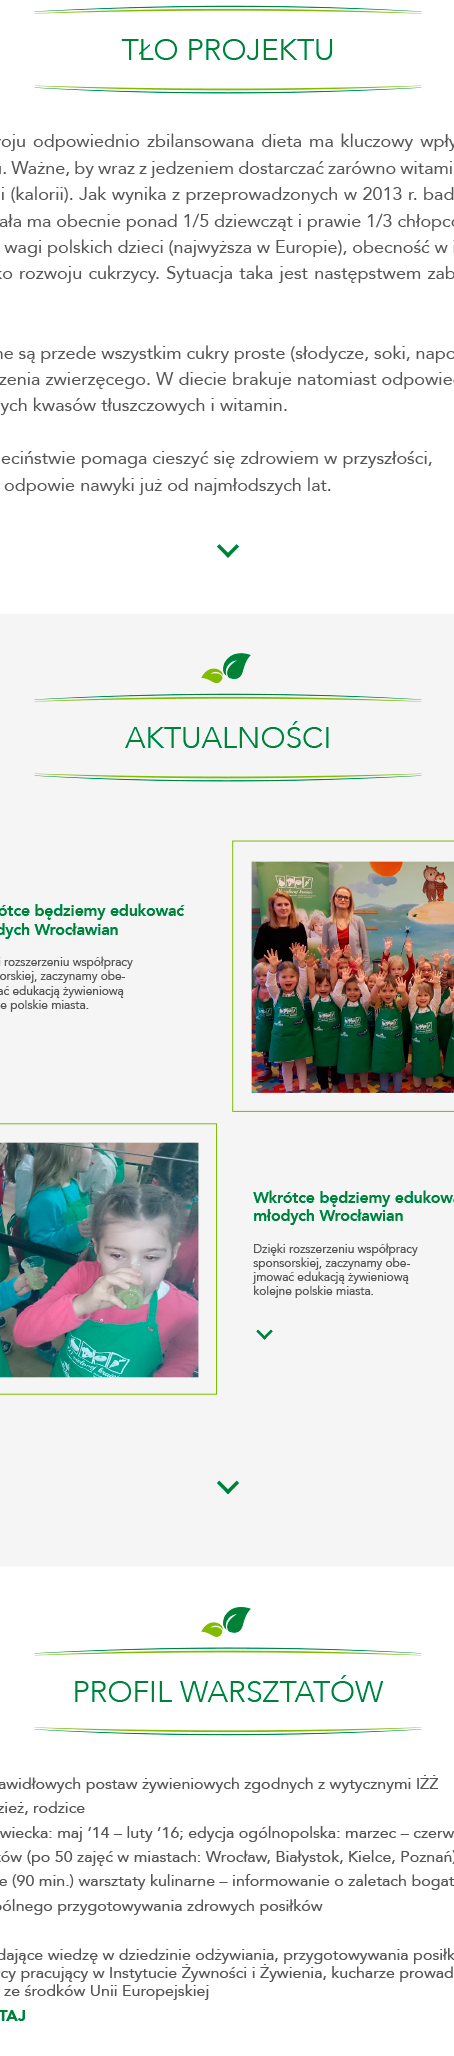 TŁO PROJEKTU
oju odpowiednio zbilansowana dieta ma kluczowy wpły
. Ważne, by wraz z jedzeniem dostarczać zarówno witami
i (kalorii). Jak wynika z przeprowadzonych w 2013 r. bad
ała ma obecnie ponad 1/5 dziewcząt i prawie 1/3 chłopc
wagi polskich dzieci (najwyższa w Europie), obecność w i
ko rozwoju cukrzycy. Sytuacja taka jest następstwem zab
ne są przede wszystkim cukry proste (słodycze, soki, napo
zenia zwierzęcego. W diecie brakuje natomiast odpowie
ych kwasów tłuszczowych i witamin.
eciństwie pomaga cieszyć się zdrowiem w przyszłości,
odpowie nawyki już od najmłodszych lat.
AKTUALNOŚCI
ótce będziemy edukować
dych Wrocławian
i rozszerzeniu współpracy
orskiej, zaczynamy obe-
ać edukacją żywieniową
e polskie miasta.
Wkrótce będziemy edukowa
młodych Wrocławian
Dzięki rozszerzeniu współpracy
sponsorskiej, zaczynamy obe-
jmować edukacją żywieniową
kolejne polskie miasta.
PROFIL WARSZTATÓW
awidłowych postaw żywieniowych zgodnych z wytycznymi IŻŻ
zież, rodzice
wiecka: maj ’14 – luty ’16; edycja ogólnopolska: marzec – czerw
ów (po 50 zajęć w miastach: Wrocław, Białystok, Kielce, Poznań)
e (90 min.) warsztaty kulinarne – informowanie o zaletach bogat
pólnego przygotowywania zdrowych posiłków
dające wiedzę w dziedzinie odżywiania, przygotowywania posiłk
cy pracujący w Instytucie Żywności i Żywienia, kucharze prowad
ze środków Unii Europejskiej
TAJ